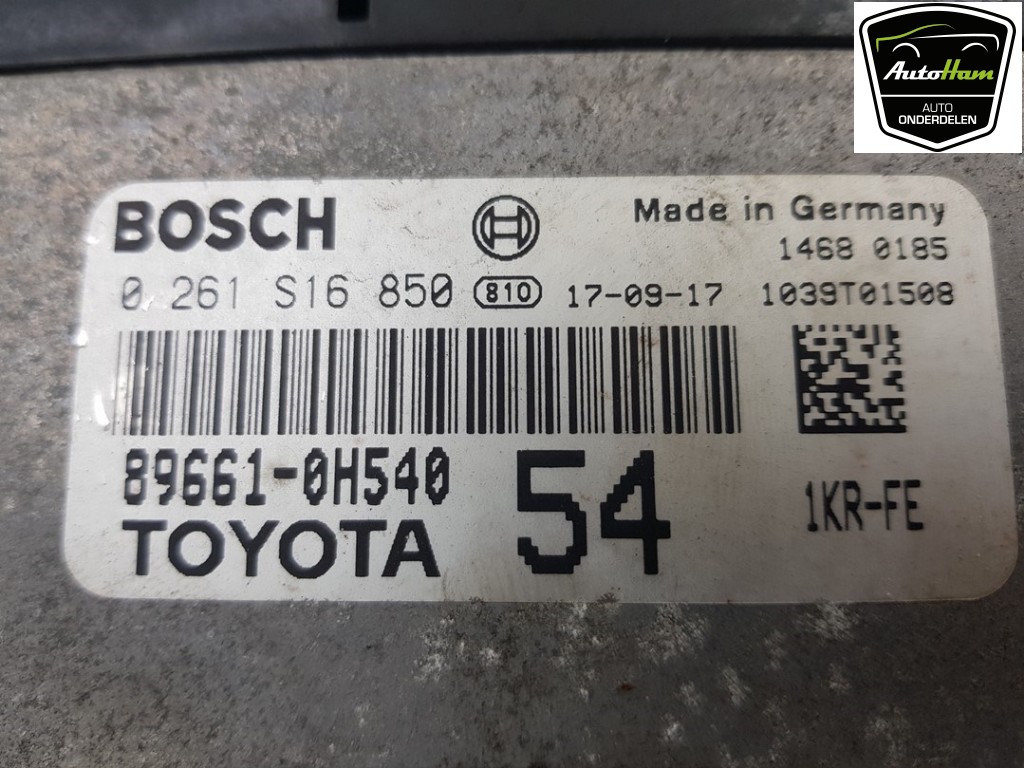 AutoHam
AUTO
ONDERDELEN
BOSCH
Made in Germany
1468 0185
0 261 S16 850 810 17-09-17 1039T01508
89661-0H540
54
1KR-FE
TOYOTA